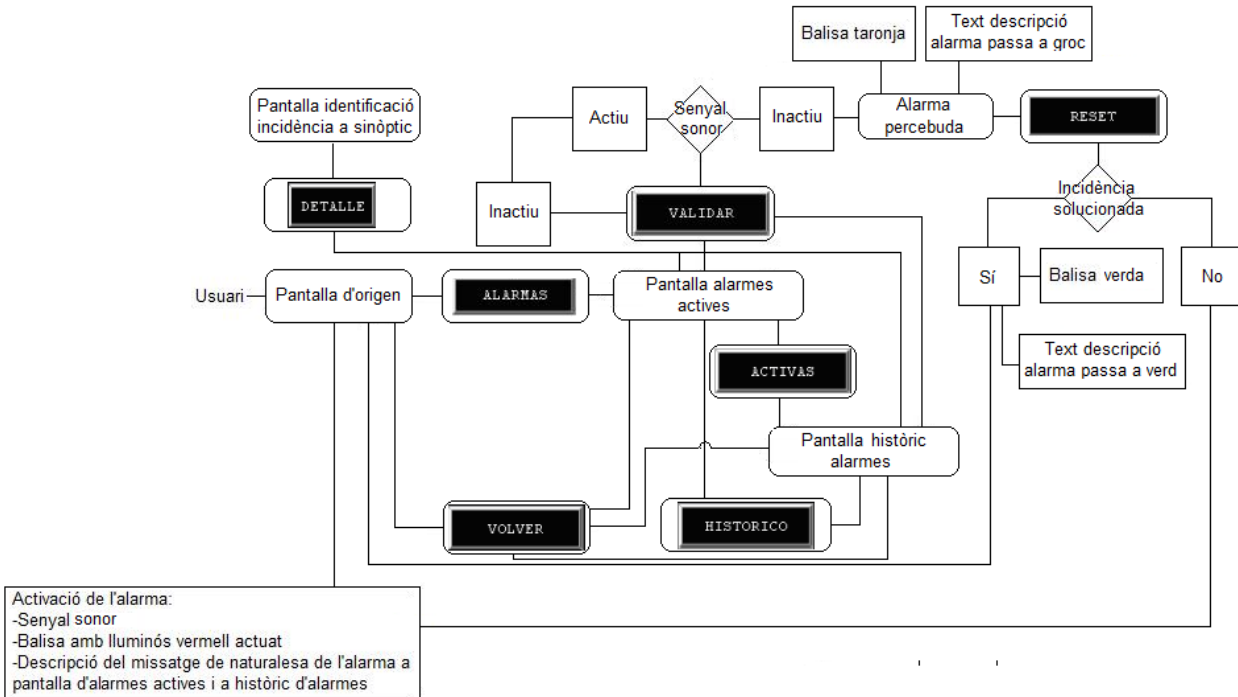 Balisa taronja
Text descripció
alarma passa a groc
Pantalla identificació
incidència a sinòptic
Actiu
Senyal
sonor
Inactiu
Alarma
percebuda
RESET
DETALLE
Inactiu
VALIDAR
Incidència
solucionada
Usuari
Pantalla d'origen
ALARMAS
Pantalla alarmes
actives
Sí
Balisa verda
No
ACTIVAS
Text descripció
alarma passa a verd
Pantalla històric
alarmes
VOLVER
HISTORICO
Activació de l'alarma:
-Senyal sonor
-Balisa amb lluminós vermell actuat
-Descripció del missatge de naturalesa de l'alarma a
pantalla d'alarmes actives i a històric d'alarmes